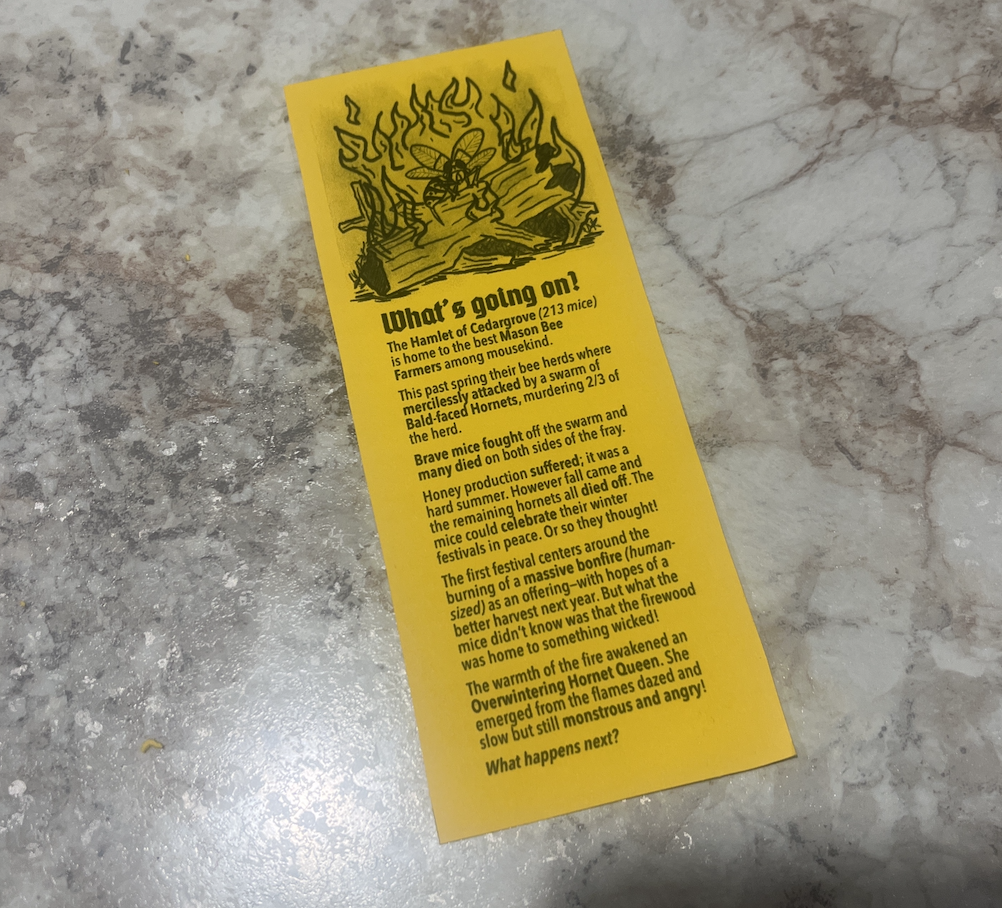 What's going on?
The Hamlet of Cedargrove (213 mice)
is home to the best Mason Bee
Farmers among mousekind.
This past spring their bee herds where
mercilessly attacked by a swarm of
Bald-faced Hornets, murdering 2/3 of
the herd.
Brave mice fought off the swarm and
many died on both sides of the fray.
Honey production suffered; it was a
hard summer. However fall came and
the remaining hornets all died off. The
mice could celebrate their winter
festivals in peace. Or so they thought!
The first festival centers around the
burning of a massive bonfire (human-
sized) as an offering—with hopes of a
better harvest next year. But what the
mice didn't know was that the firewood
was home to something wicked!
The warmth of the fire awakened an
Overwintering Hornet Queen. She
emerged from the flames dazed and
slow but still monstrous and angry!
What happens next?